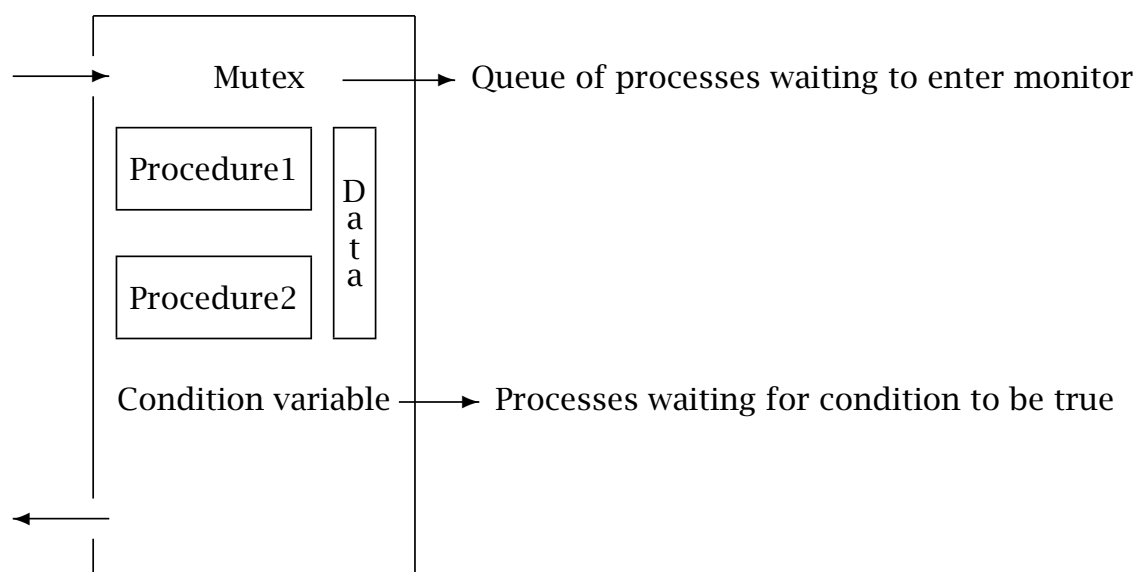 Mutex
Queue of processes waiting to enter monitor
Procedure1
Data
Procedure2
Condition variable
Processes waiting for condition to be true